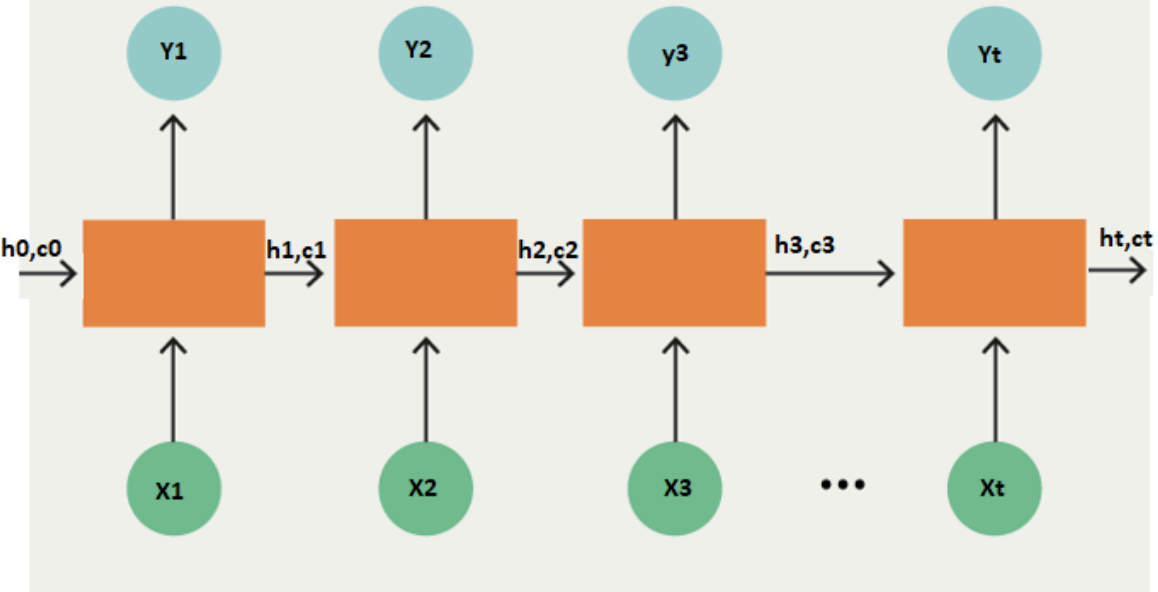 Y1
Y2
y3
Yt
h0,c0
h1,c1
h2,c2
h3,c3
ht,ct
X1
X2
X3
...
Xt